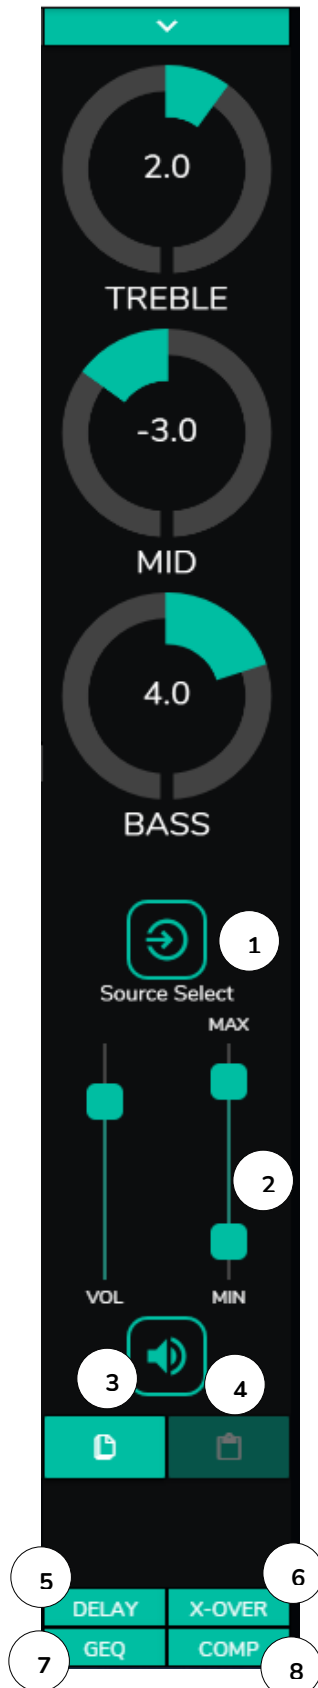 2.0
TREBLE
-3.0
MID
4.0
BASS
1
Source Select
MAX
2
VOL MIN
3
4
5 6
DELAY X-OVER
GEQ COMP
7 8